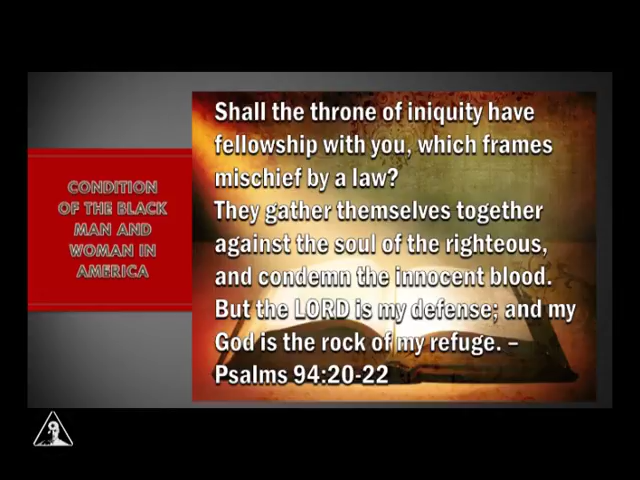 CONDITION
OF THE BLACK
MAN AND
WOMAN IN
AMERICA
Shall the throne of iniquity have
fellowship with you, which frames
mischief by a law?
They gather themselves together
against the soul of the righteous,
and condemn the innocent blood.
But the LORD is my defense; and my
God is the rock of my refuge. –
Psalms 94:20-22